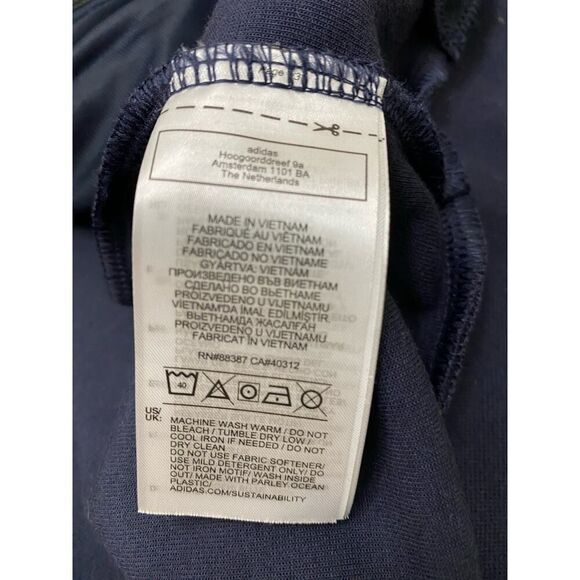 Page 3
adidas
Hoogoorddreef 9a
Amsterdam 1101 BA
The Netherlands
MADE IN VIETNAM
FABRIQUÉ AU VIÊTNAM
FABRICADO EN VIETNAM
FABRICADO NO VIETNAME
GYÁRTVA: VIETNÁM
ПРОИЗВЕДЕНО ВЪВ ВИЕТНАМ
СДЕЛАНО ВО ВЬЕТНАМЕ
PROIZVEDENO U VIJETNAMU
VIETNAM'DA İMAL EDİLMİŞTİR
ВЬЕТНАМДА ЖАСАЛҒАН
PROIZVEDENO U VIJETNAMU
FABRICAT ÎN VIETNAM
RN#88387 CA#40312
40
US/
UK:
MACHINE WASH WARM / DO NOT
BLEACH / TUMBLE DRY LOW /
COOL IRON IF NEEDED / DO NOT
DRY CLEAN
DO NOT USE FABRIC SOFTENER/
USE MILD DETERGENT ONLY/ DO
NOT IRON MOTIF/ WASH INSIDE
OUT/ MADE WITH PARLEY OCEAN
PLASTIC/
ADIDAS.COM/SUSTAINABILITY